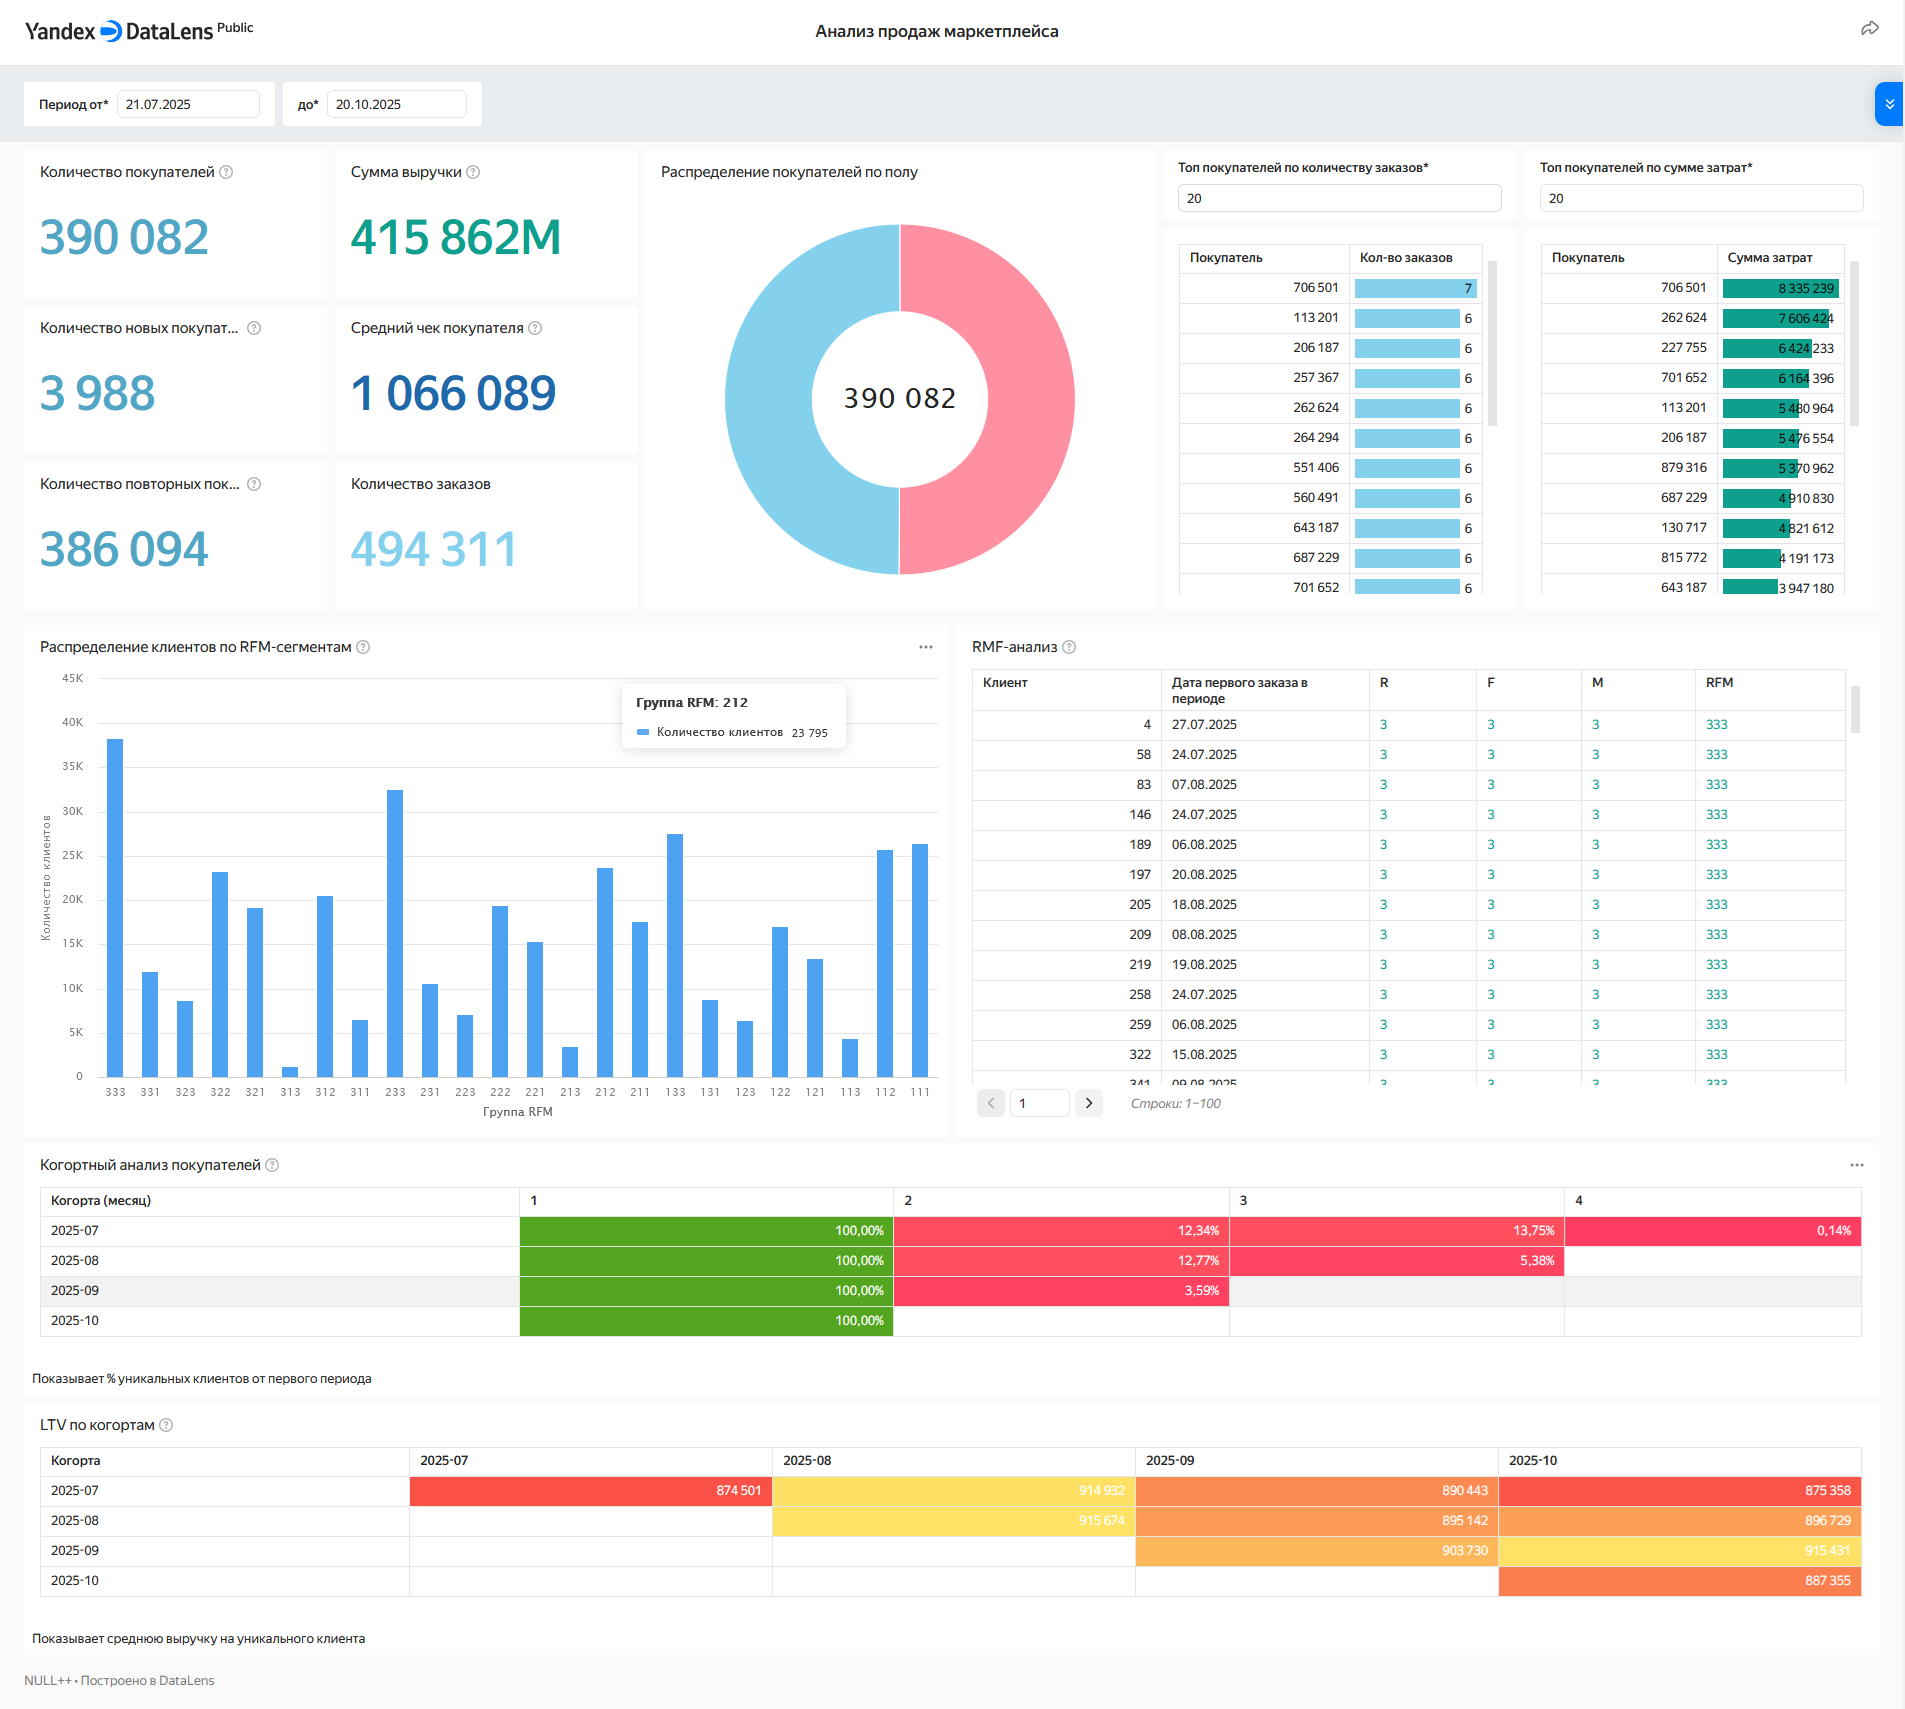 Yandex DataLens Public
Анализ продаж маркетплейса
Период от* 21.07.2025
до* 20.10.2025
Количество покупателей
390 082
Сумма выручки
415 862M
Количество новых покупат...
3 988
Средний чек покупателя
1 066 089
Количество повторных пок...
386 094
Количество заказов
494 311
Распределение покупателей по полу
390 082
Топ покупателей по количеству заказов*
20
Покупатель Кол-во заказов
706 501 7
113 201 6
206 187 6
257 367 6
262 624 6
264 294 6
551 406 6
560 491 6
643 187 6
687 229 6
701 652 6
Топ покупателей по сумме затрат*
20
Покупатель Сумма затрат
706 501 8 335 239
262 624 7 606 424
227 755 6 424 233
701 652 6 164 396
113 201 5 480 964
206 187 5 476 554
879 316 5 370 962
687 229 4 910 830
130 717 4 821 612
815 772 4 191 173
643 187 3 947 180
Распределение клиентов по RFM-сегментам
Группа RFM: 212
Количество клиентов 23 795
Количество клиентов
45K
40K
35K
30K
25K
20K
15K
10K
5K
0
333 331 323 322 321 313 312 311 233 231 223 222 221 213 212 211 133 131 123 122 121 113 112 111
Группа RFM
RMF-анализ
Клиент Дата первого заказа в периоде R F M RFM
4 27.07.2025 3 3 3 333
58 24.07.2025 3 3 3 333
83 07.08.2025 3 3 3 333
146 24.07.2025 3 3 3 333
189 06.08.2025 3 3 3 333
197 20.08.2025 3 3 3 333
205 18.08.2025 3 3 3 333
209 08.08.2025 3 3 3 333
219 19.08.2025 3 3 3 333
258 24.07.2025 3 3 3 333
259 06.08.2025 3 3 3 333
322 15.08.2025 3 3 3 333
341 09.08.2025 3 3 3 333
1 Строки: 1–100
Когортный анализ покупателей
Когорта (месяц) 1 2 3 4
2025-07 100,00% 12,34% 13,75% 0,14%
2025-08 100,00% 12,77% 5,38%
2025-09 100,00% 3,59%
2025-10 100,00%
Показывает % уникальных клиентов от первого периода
LTV по когортам
Когорта 2025-07 2025-08 2025-09 2025-10
2025-07 874 501 914 932 890 443 875 358
2025-08 915 674 895 142 896 729
2025-09 903 730 915 431
2025-10 887 355
Показывает среднюю выручку на уникального клиента
NULL++ • Построено в DataLens